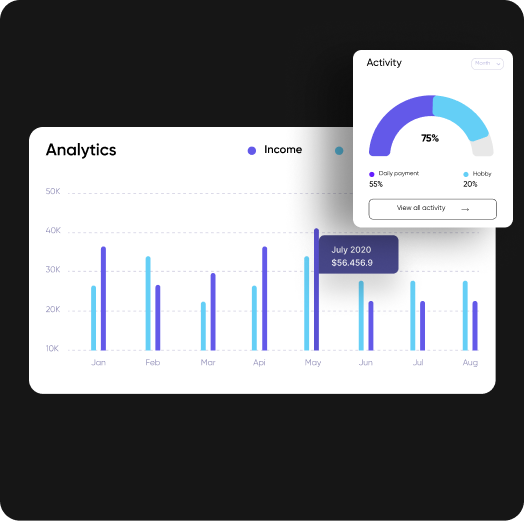 Activity
Month
75%
Daily payment
Hobby
55%
20%
View all activity →
Analytics
Income
50K
40K
30K
20K
10K
July 2020
$56.456.9
Jan
Feb
Mar
Api
May
Jun
Jul
Aug